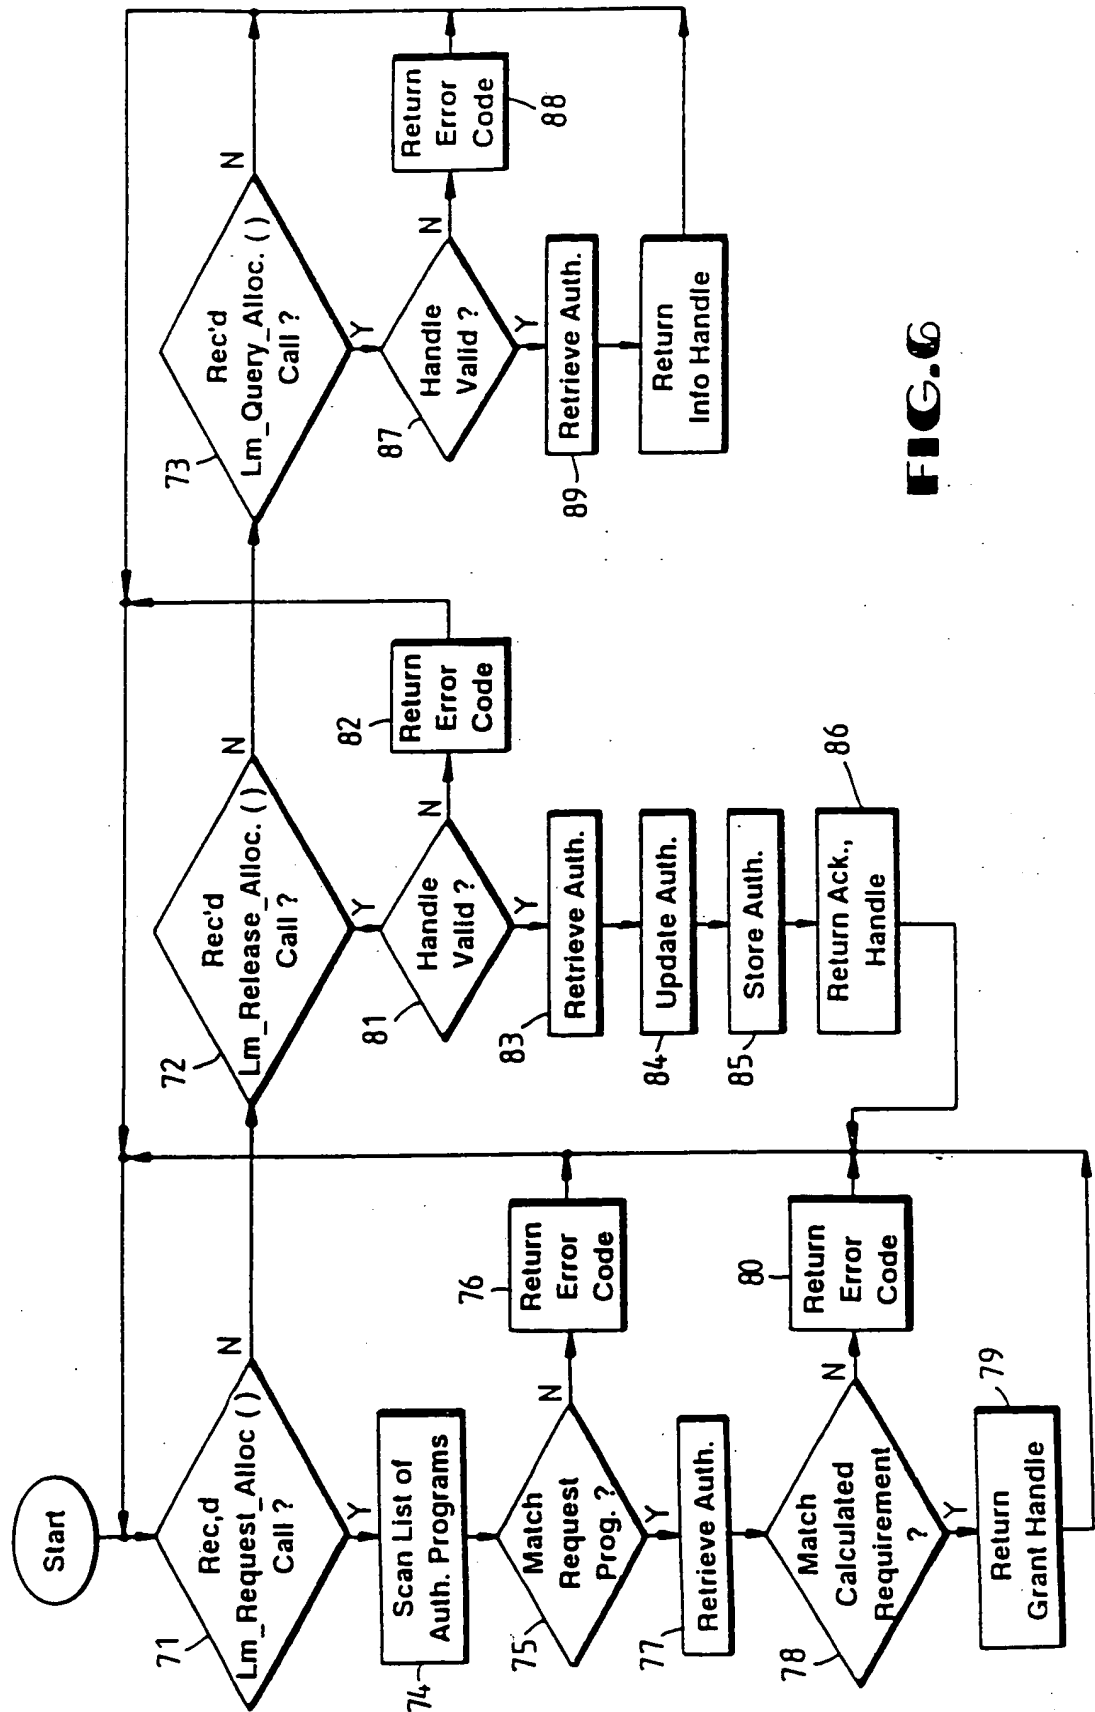 Start
71
Rec,d
Lm_Request_Alloc ( )
Call ?
N
Y
74
Scan List of
Auth. Programs
75
Match
Request
Prog. ?
N
Y
76
Return
Error
Code
77
Retrieve Auth.
78
Match
Calculated
Requirement
?
N
Y
80
Return
Error
Code
79
Return
Grant Handle
72
Rec'd
Lm_Release_Alloc. ( )
Call ?
N
Y
81
Handle
Valid ?
N
Y
82
Return
Error
Code
83
Retrieve Auth.
84
Update Auth.
85
Store Auth.
86
Return Ack.,
Handle
73
Rec'd
Lm_Query_Alloc. ( )
Call ?
N
Y
87
Handle
Valid ?
N
Y
88
Return
Error
Code
89
Retrieve Auth.
Return
Info Handle
FIG.6